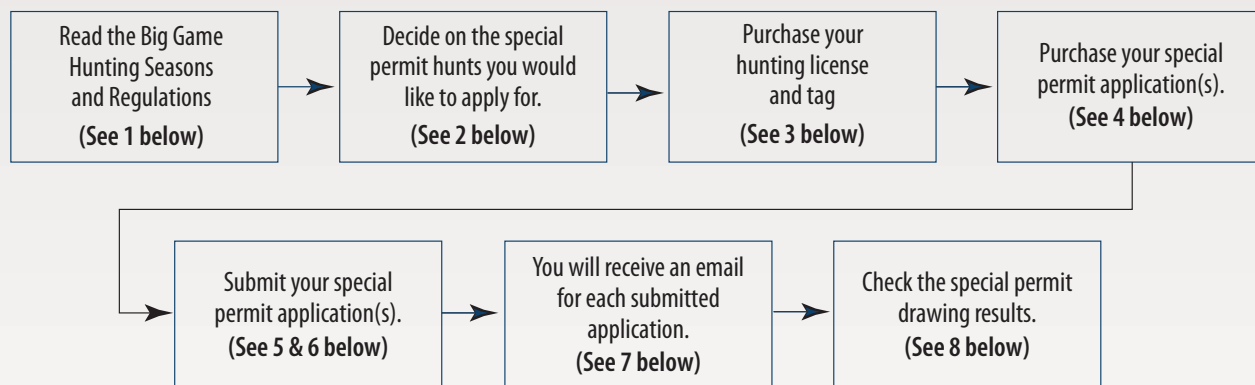 Read the Big Game
Hunting Seasons
and Regulations
(See 1 below)
Decide on the special
permit hunts you would
like to apply for.
(See 2 below)
Purchase your
hunting license
and tag
(See 3 below)
Purchase your special
permit application(s).
(See 4 below)
Submit your special
permit application(s).
(See 5 & 6 below)
You will receive an email
for each submitted
application.
(See 7 below)
Check the special permit
drawing results.
(See 8 below)